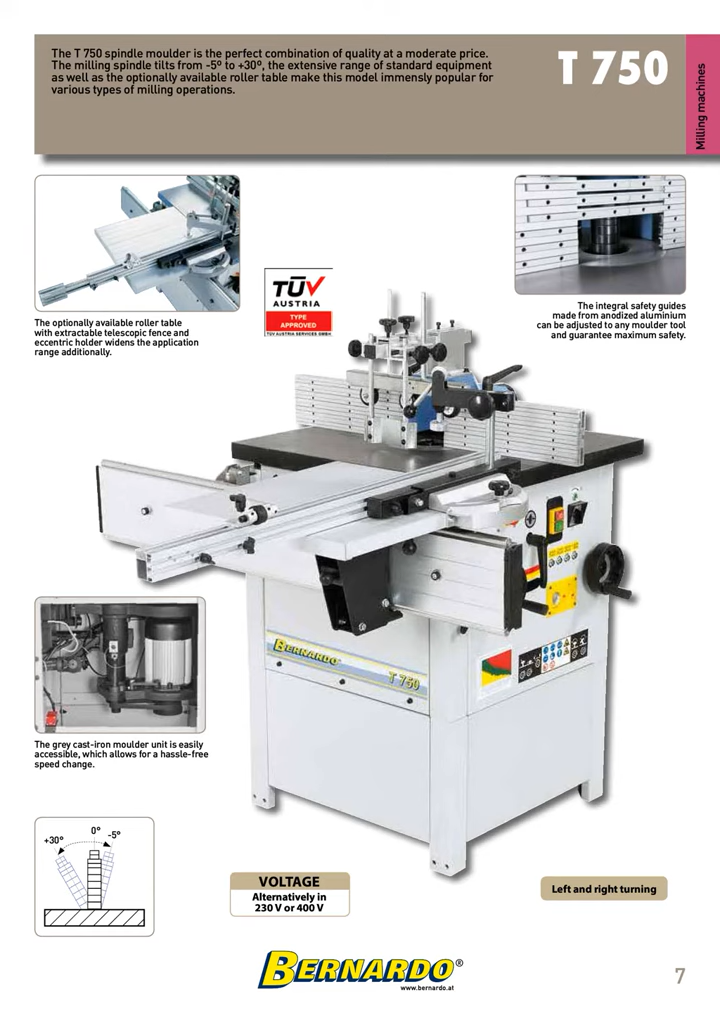 The T 750 spindle moulder is the perfect combination of quality at a moderate price.
The milling spindle tilts from -5º to +30º, the extensive range of standard equipment
as well as the optionally available roller table make this model immensly popular for
various types of milling operations.
T 750
Milling machines
TÜV
AUSTRIA
TYPE
APPROVED
TÜV AUSTRIA SERVICES GMBH
The optionally available roller table
with extractable telescopic fence and
eccentric holder widens the application
range additionally.
The integral safety guides
made from anodized aluminium
can be adjusted to any moulder tool
and guarantee maximum safety.
BERNARDO
T 750
The grey cast-iron moulder unit is easily
accessible, which allows for a hassle-free
speed change.
+30º
0º
-5º
VOLTAGE
Alternatively in
230 V or 400 V
Left and right turning
BERNARDO®
www.bernardo.at
7